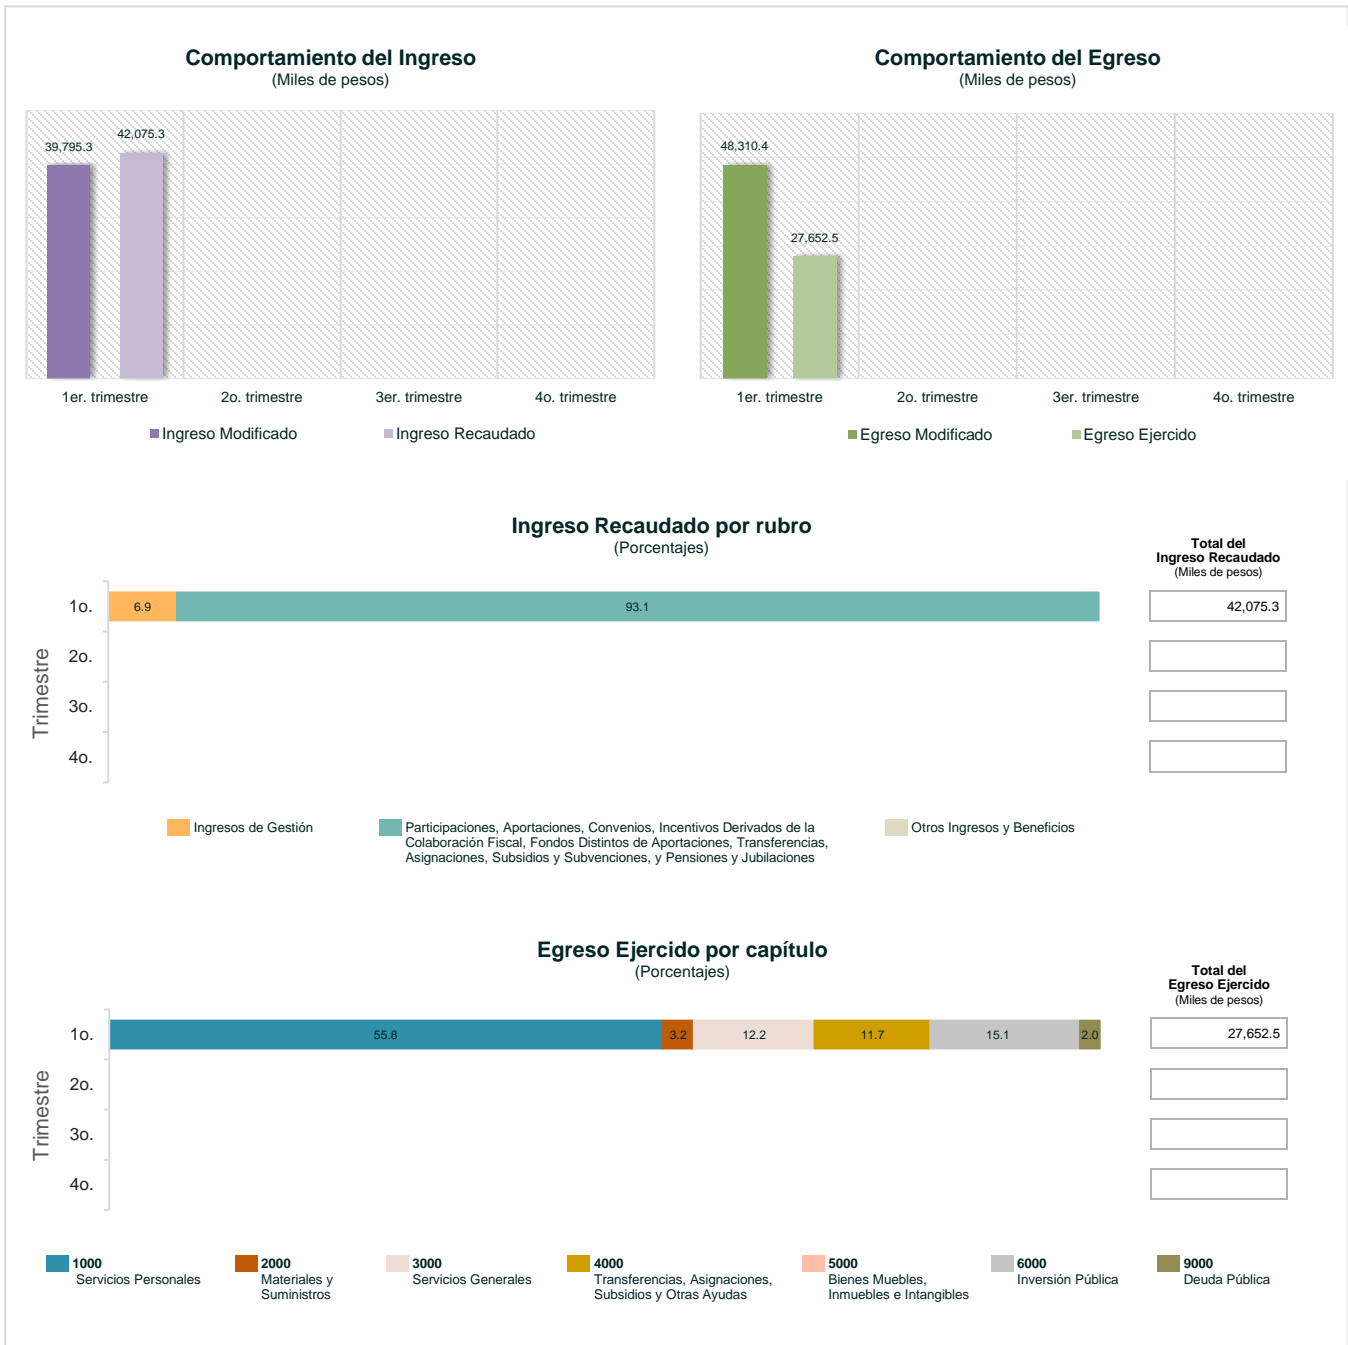 Comportamiento del Ingreso
(Miles de pesos)
39,795.3
42,075.3
1er. trimestre
2o. trimestre
3er. trimestre
4o. trimestre
Ingreso Modificado
Ingreso Recaudado
Comportamiento del Egreso
(Miles de pesos)
48,310.4
27,652.5
1er. trimestre
2o. trimestre
3er. trimestre
4o. trimestre
Egreso Modificado
Egreso Ejercido
Ingreso Recaudado por rubro
(Porcentajes)
Total del
Ingreso Recaudado
(Miles de pesos)
Trimestre
1o.
6.9
93.1
42,075.3
2o.
3o.
4o.
Ingresos de Gestión
Participaciones, Aportaciones, Convenios, Incentivos Derivados de la
Colaboración Fiscal, Fondos Distintos de Aportaciones, Transferencias,
Asignaciones, Subsidios y Subvenciones, y Pensiones y Jubilaciones
Otros Ingresos y Beneficios
Egreso Ejercido por capítulo
(Porcentajes)
Total del
Egreso Ejercido
(Miles de pesos)
Trimestre
1o.
55.8
3.2
12.2
11.7
15.1
2.0
27,652.5
2o.
3o.
4o.
1000
Servicios Personales
2000
Materiales y
Suministros
3000
Servicios Generales
4000
Transferencias, Asignaciones,
Subsidios y Otras Ayudas
5000
Bienes Muebles,
Inmuebles e Intangibles
6000
Inversión Pública
9000
Deuda Pública